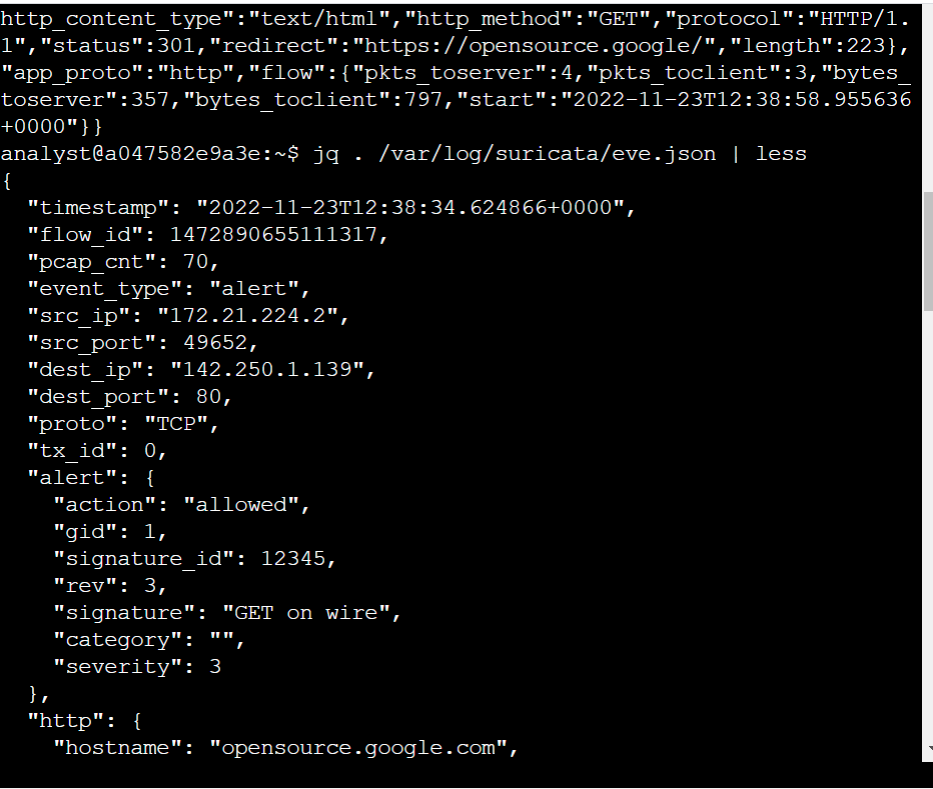 http_content_type":"text/html","http_method":"GET","protocol":"HTTP/1.
1","status":301,"redirect":"https://opensource.google/","length":223},
"app_proto":"http","flow":{"pkts_toserver":4,"pkts_toclient":3,"bytes_
toserver":357,"bytes_toclient":797,"start":"2022-11-23T12:38:58.955636
+0000"}}
analyst@a047582e9a3e:~$ jq . /var/log/suricata/eve.json | less
{
  "timestamp": "2022-11-23T12:38:34.624866+0000",
  "flow_id": 1472890655111317,
  "pcap_cnt": 70,
  "event_type": "alert",
  "src_ip": "172.21.224.2",
  "src_port": 49652,
  "dest_ip": "142.250.1.139",
  "dest_port": 80,
  "proto": "TCP",
  "tx_id": 0,
  "alert": {
    "action": "allowed",
    "gid": 1,
    "signature_id": 12345,
    "rev": 3,
    "signature": "GET on wire",
    "category": "",
    "severity": 3
  },
  "http": {
    "hostname": "opensource.google.com",